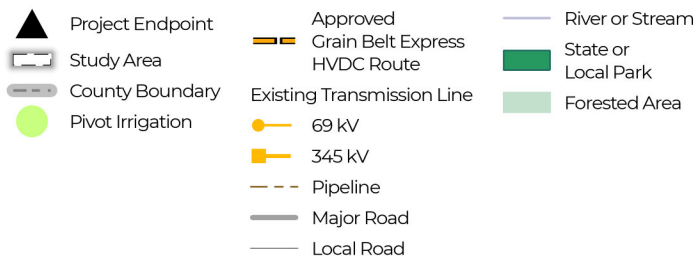 Project Endpoint
Study Area
County Boundary
Pivot Irrigation
Approved
Grain Belt Express
HVDC Route
Existing Transmission Line
69 kV
345 kV
Pipeline
Major Road
Local Road
River or Stream
State or
Local Park
Forested Area